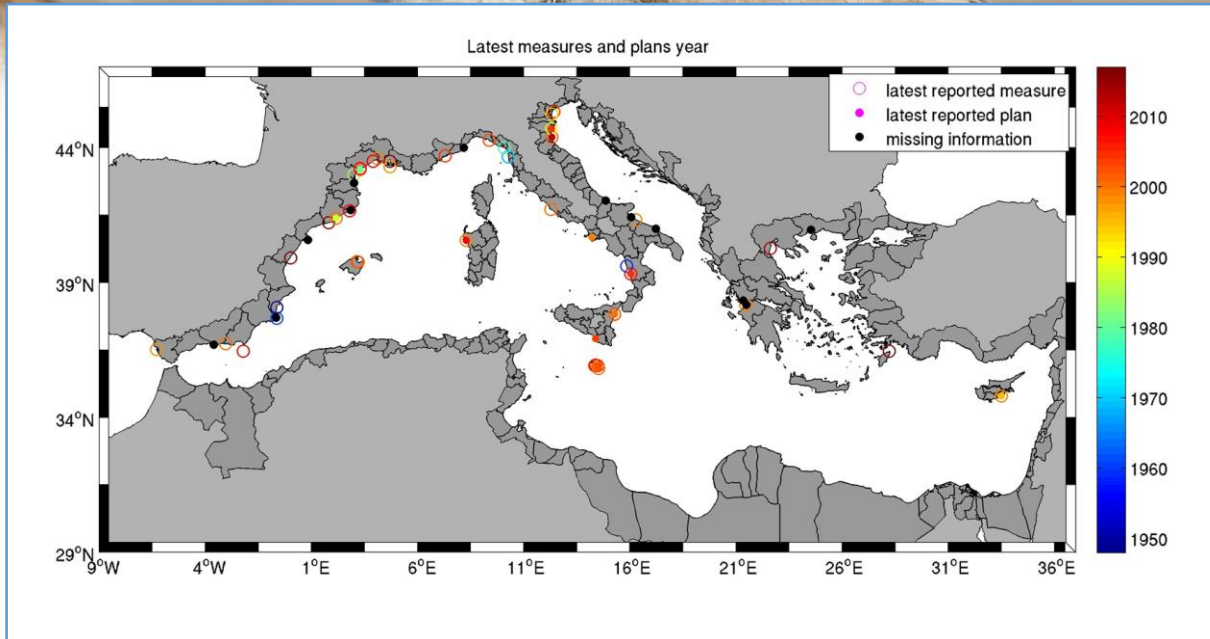 Latest measures and plans year
latest reported measure
latest reported plan
missing information
44°N
39°N
34°N
29°N
9°W
4°W
1°E
6°E
11°E
16°E
21°E
26°E
31°E
36°E
2010
2000
1990
1980
1970
1960
1950